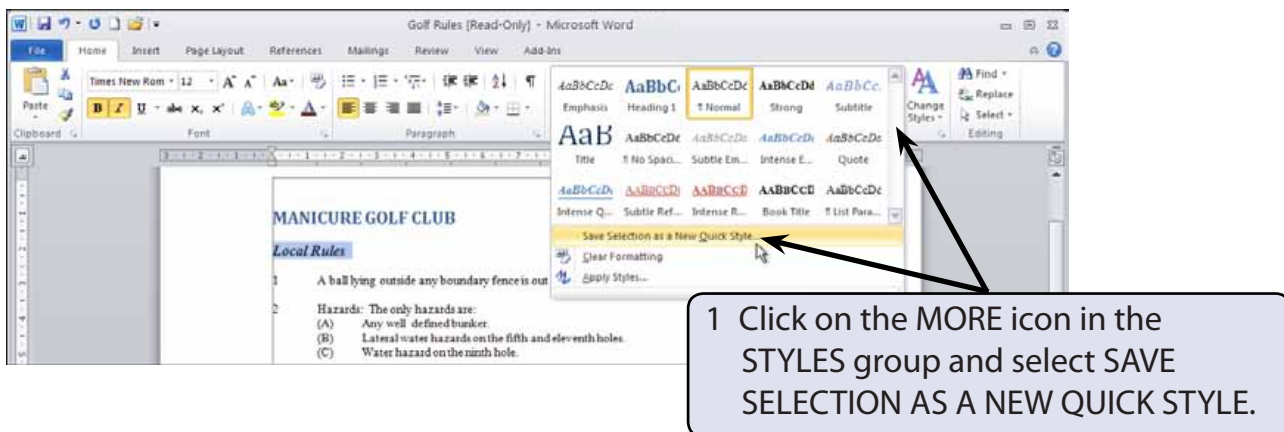 Golf Rules [Read-Only] - Microsoft Word
File Home Insert Page Layout References Mailings Review View Add-Ins
Times New Rom 12 Aa
Paste
B I U abc x, x' A
Clipboard Font Paragraph
AaBbCcDc AaBbC AaBbCcDc AaBbCcDd AaBbCc.
Emphasis Heading 1 ¶ Normal Strong Subtitle
AaB AaBbCcDc AaBbCcDc AaBbCcDc AaBbCcDc
Title ¶ No Spaci... Subtle Em... Intense E... Quote
AaBbCcDc AaBbCcD AaBbCcD AaBbCcD AaBbCcDc
Intense Q... Subtle Ref... Intense R... Book Title ¶ List Para...
Save Selection as a New Quick Style...
Clear Formatting
Apply Styles...
Change
Styles
Find
Replace
Select
Editing
MANICURE GOLF CLUB
Local Rules
1 A ball lying outside any boundary fence is out
2 Hazards: The only hazards are:
(A) Any well defined bunker.
(B) Lateral water hazards on the fifth and eleventh holes.
(C) Water hazard on the ninth hole.
1 Click on the MORE icon in the
STYLES group and select SAVE
SELECTION AS A NEW QUICK STYLE.